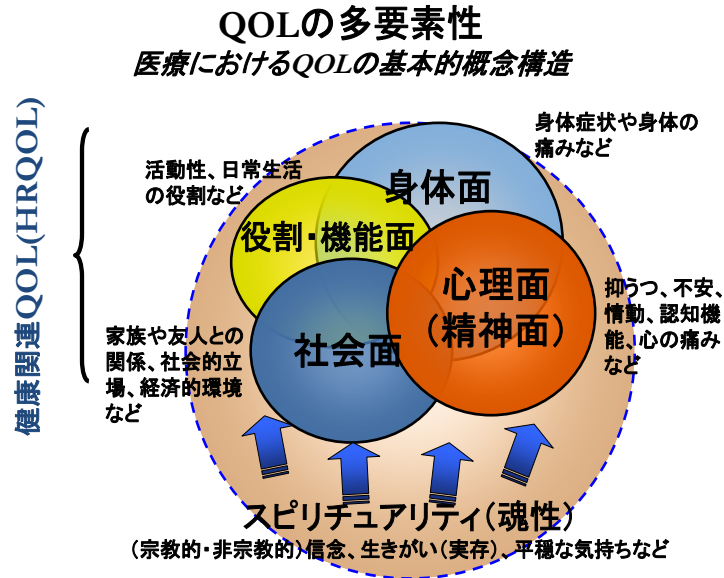 QOLの多要素性
医療におけるQOLの基本的概念構造
健康関連QOL(HRQOL)
身体症状や身体の
痛みなど
活動性、日常生活
の役割など
身体面
役割・機能面
心理面
（精神面）
抑うつ、不安、
情動、認知機
能、心の痛み
など
社会面
家族や友人との
関係、社会的立
場、経済的環境
など
スピリチュアリティ（魂性）
（宗教的・非宗教的）信念、生きがい（実存）、平穏な気持ちなど